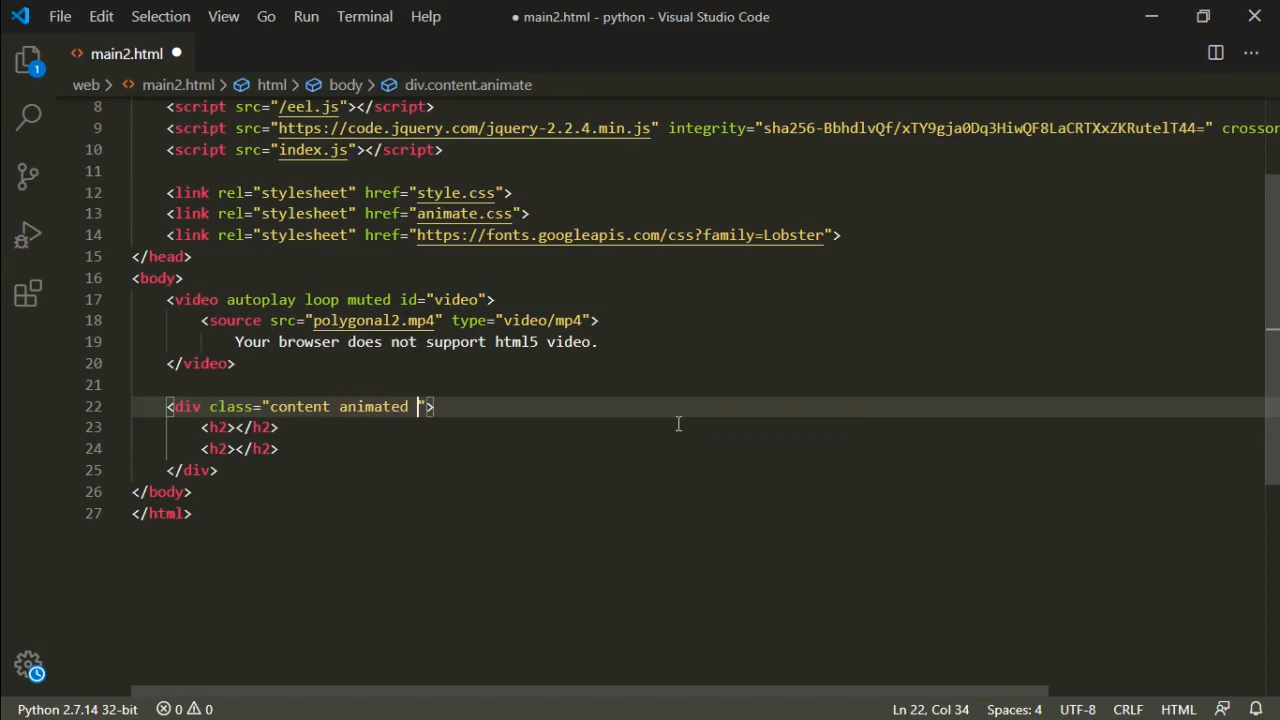 File Edit Selection View Go Run Terminal Help
● main2.html - python - Visual Studio Code
1
<> main2.html ●
web > <> main2.html > html > body > div.content.animate
8 <script src="/eel.js"></script>
9 <script src="https://code.jquery.com/jquery-2.2.4.min.js" integrity="sha256-BbhdlvQf/xTY9gja0Dq3HiwQF8LaCRTXxZKRutelT44=" crossor
10 <script src="index.js"></script>
11
12 <link rel="stylesheet" href="style.css">
13 <link rel="stylesheet" href="animate.css">
14 <link rel="stylesheet" href="https://fonts.googleapis.com/css?family=Lobster">
15 </head>
16 <body>
17 <video autoplay loop muted id="video">
18 <source src="polygonal2.mp4" type="video/mp4">
19 Your browser does not support html5 video.
20 </video>
21
22 <div class="content animated ">
23 <h2></h2>
24 <h2></h2>
25 </div>
26 </body>
27 </html>
Python 2.7.14 32-bit 0 0 Ln 22, Col 34 Spaces: 4 UTF-8 CRLF HTML